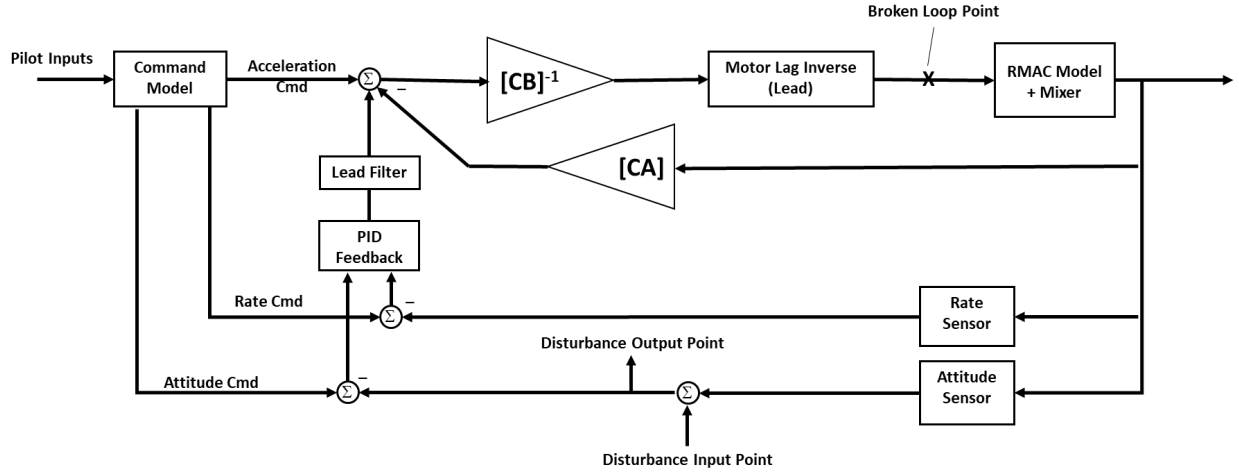 Broken Loop Point
Pilot Inputs
Command
Model
Acceleration
Cmd
Σ
–
[CB]-1
Motor Lag Inverse
(Lead)
X
RMAC Model
+ Mixer
[CA]
Lead Filter
PID
Feedback
Rate Cmd
Σ
–
Rate
Sensor
Disturbance Output Point
Attitude Cmd
Σ
–
Σ
Attitude
Sensor
Disturbance Input Point